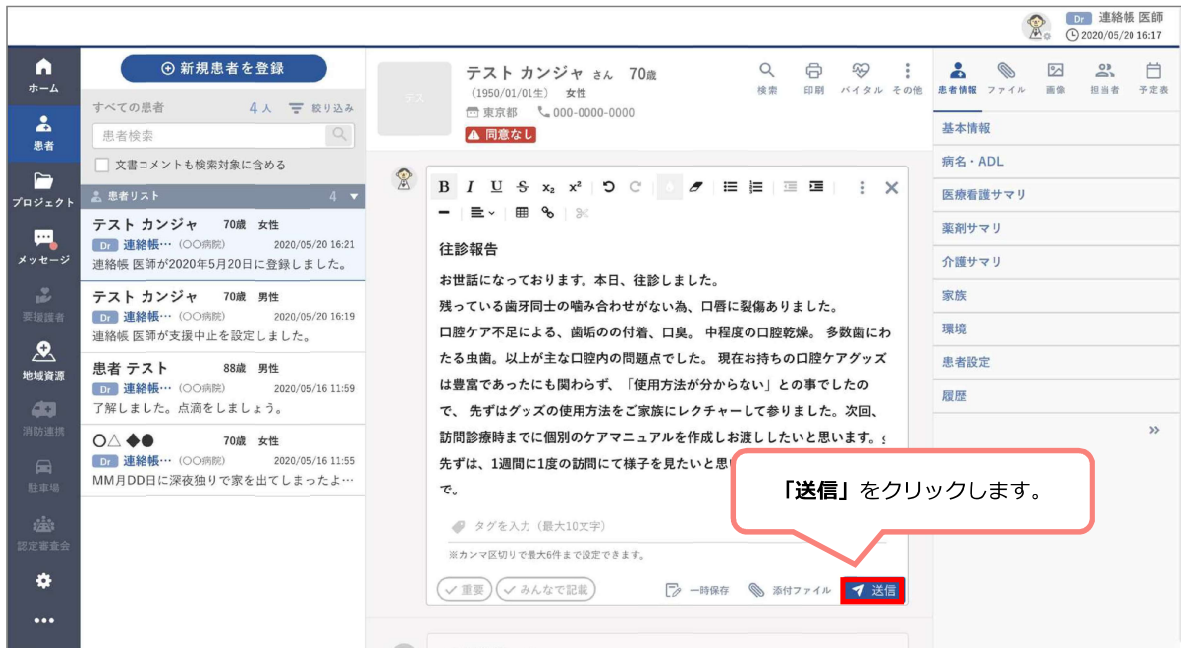 Dr 連絡帳 医師
2020/05/20 16:17
ホーム
患者
プロジェクト
メッセージ
要援護者
地域資源
消防連携
駐車場
認定審査会
新規患者を登録
すべての患者 4 人 絞り込み
患者検索
文書コメントも検索対象に含める
患者リスト 4
テスト カンジャ 70歳 女性
Dr 連絡帳… (〇〇病院) 2020/05/20 16:21
連絡帳 医師が2020年5月20日に登録しました。
テスト カンジャ 70歳 男性
Dr 連絡帳… (〇〇病院) 2020/05/20 16:19
連絡帳 医師が支援中止を設定しました。
患者 テスト 88歳 男性
Dr 連絡帳… (〇〇病院) 2020/05/16 11:59
了解しました。点滴をしましょう。
〇△ ◆● 70歳 女性
Dr 連絡帳… (〇〇病院) 2020/05/16 11:55
MM月DD日に深夜独りで家を出てしまったよ…
テス
テスト カンジャ さん 70歳
(1950/01/01生) 女性
東京都 000-0000-0000
同意なし
検索 印刷 バイタル その他
B I U S x₂ x²
往診報告
お世話になっております。本日、往診しました。
残っている歯牙同士の噛み合わせがない為、口唇に裂傷ありました。
口腔ケア不足による、歯垢のの付着、口臭。 中程度の口腔乾燥。 多数歯にわ
たる虫歯。以上が主な口腔内の問題点でした。 現在お持ちの口腔ケアグッズ
は豊富であったにも関わらず、「使用方法が分からない」との事でしたの
で、 先ずはグッズの使用方法をご家族にレクチャーして参りました。次回、
訪問診療時までに個別のケアマニュアルを作成しお渡ししたいと思います。
先ずは、1週間に1度の訪問にて様子を見たいと思
で。
タグを入力（最大10文字）
※カンマ区切りで最大6件まで設定できます。
重要 みんなで記載 一時保存 添付ファイル 送信
「送信」をクリックします。
患者情報 ファイル 画像 担当者 予定表
基本情報
病名・ADL
医療看護サマリ
薬剤サマリ
介護サマリ
家族
環境
患者設定
履歴